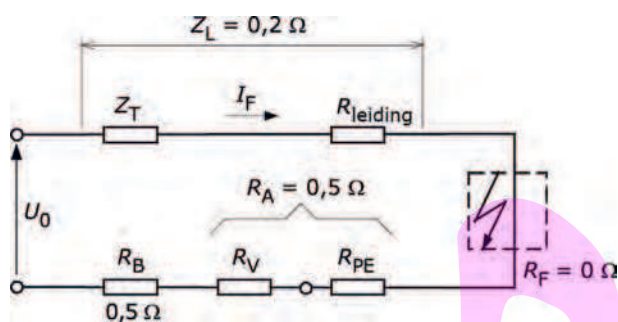 Z_L = 0,2 Ω
Z_T
I_F
R_leiding
R_A = 0,5 Ω
U_0
R_B
R_V
R_PE
R_F = 0 Ω
0,5 Ω